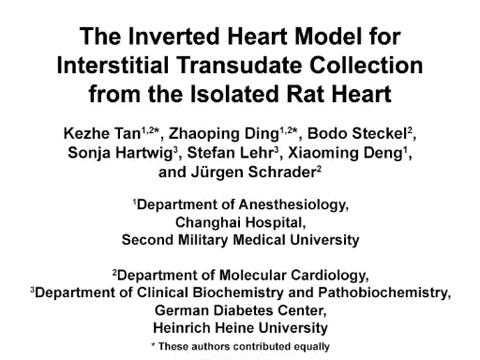 The Inverted Heart Model for
Interstitial Transudate Collection
from the Isolated Rat Heart
Kezhe Tan¹,²*, Zhaoping Ding¹,²*, Bodo Steckel²,
Sonja Hartwig³, Stefan Lehr³, Xiaoming Deng¹,
and Jürgen Schrader²
¹Department of Anesthesiology,
Changhai Hospital,
Second Military Medical University
²Department of Molecular Cardiology,
³Department of Clinical Biochemistry and Pathobiochemistry,
German Diabetes Center,
Heinrich Heine University
* These authors contributed equally